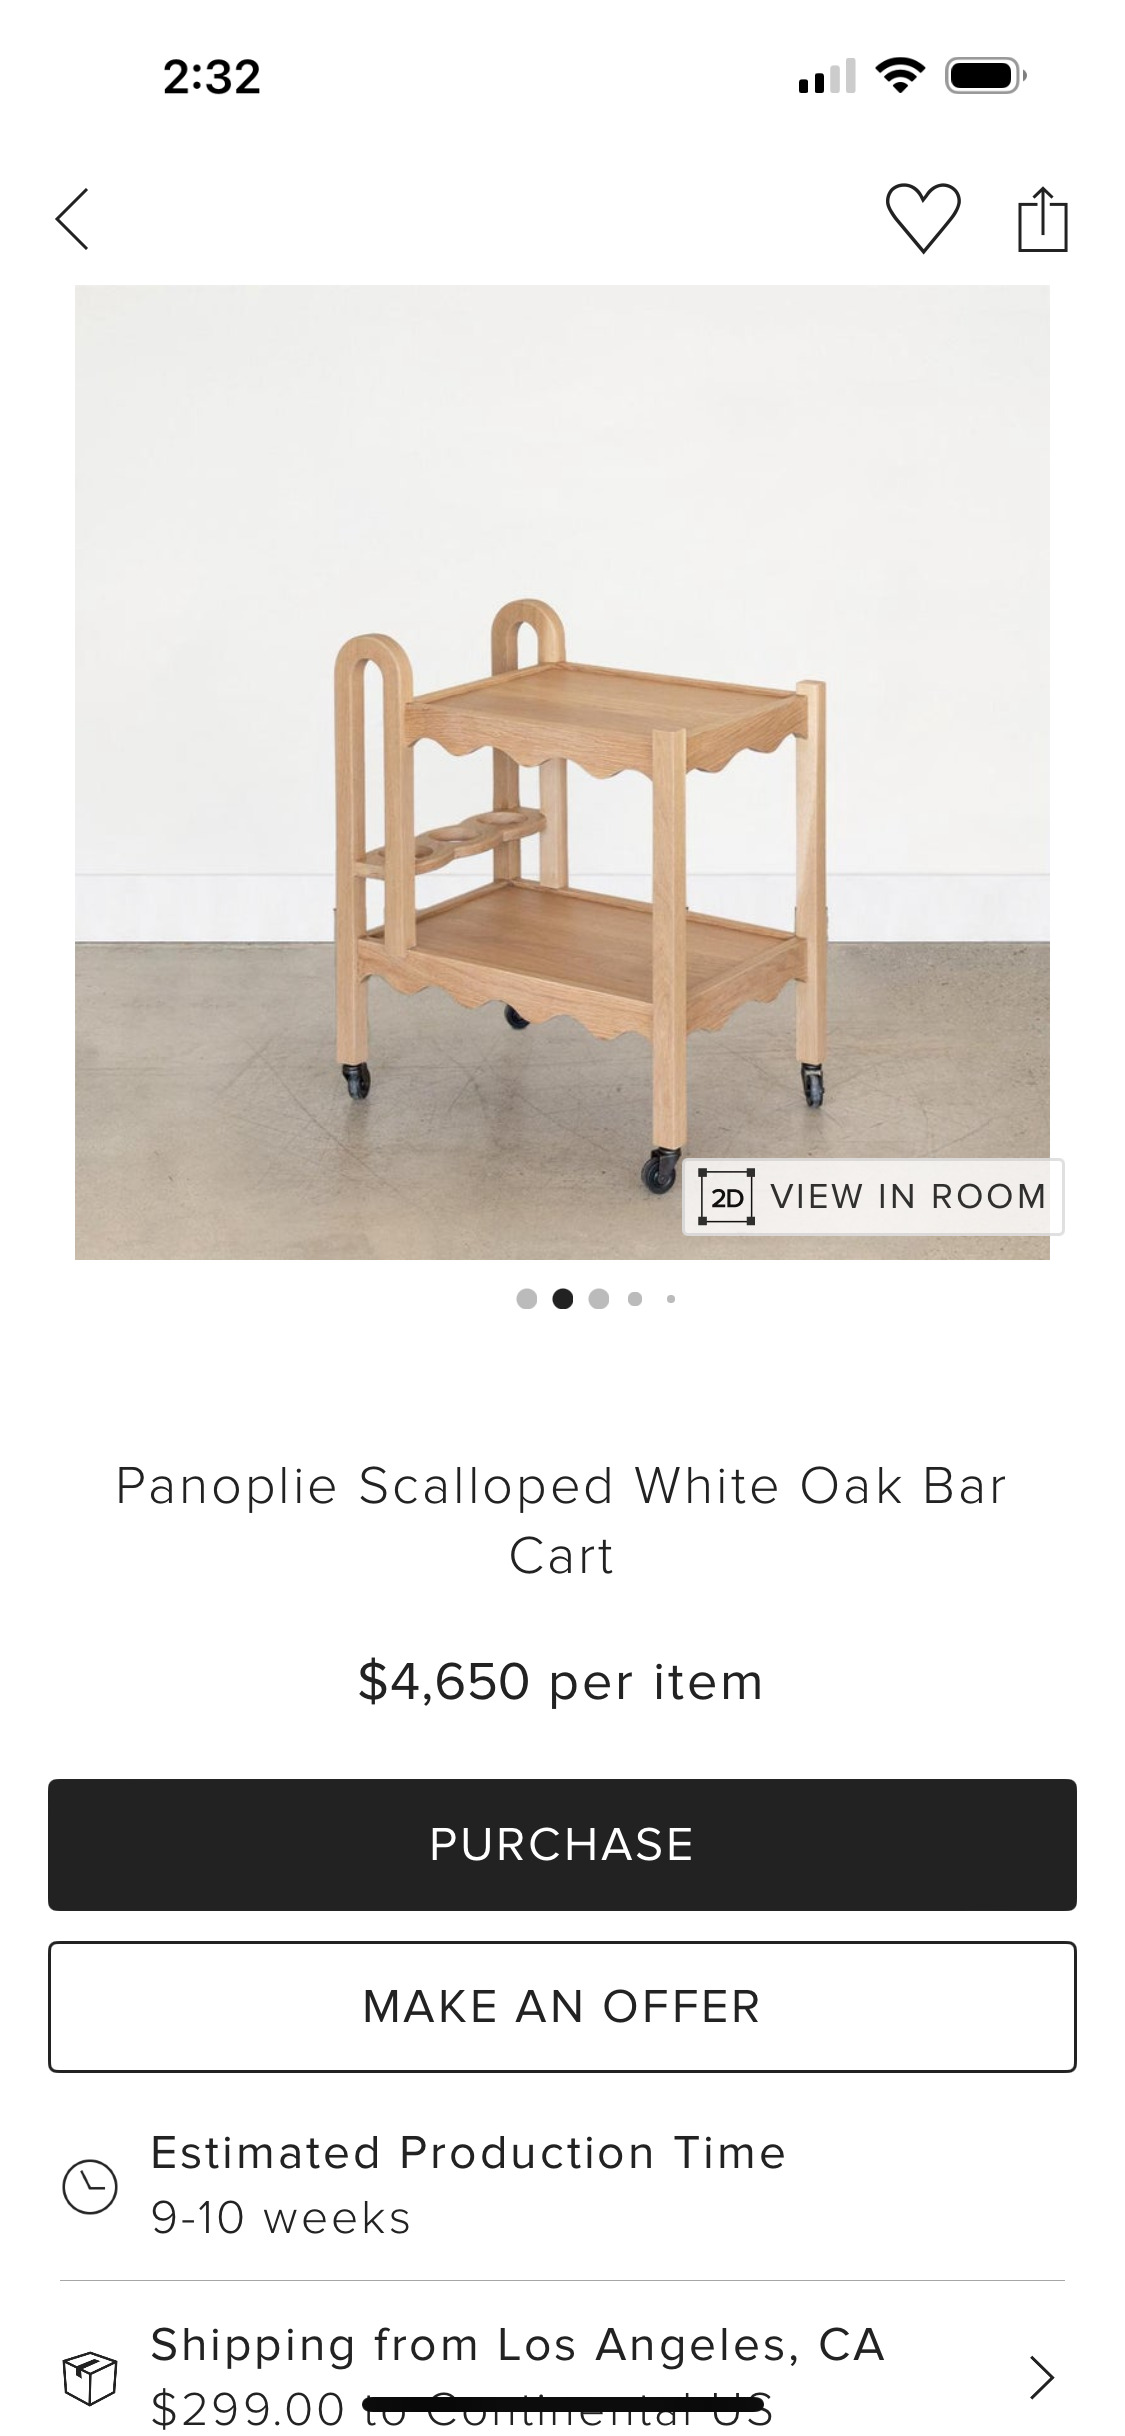 2:32
2D VIEW IN ROOM
Panoplie Scalloped White Oak Bar
Cart
$4,650 per item
PURCHASE
MAKE AN OFFER
Estimated Production Time
9-10 weeks
Shipping from Los Angeles, CA
$299.00 to Continental US